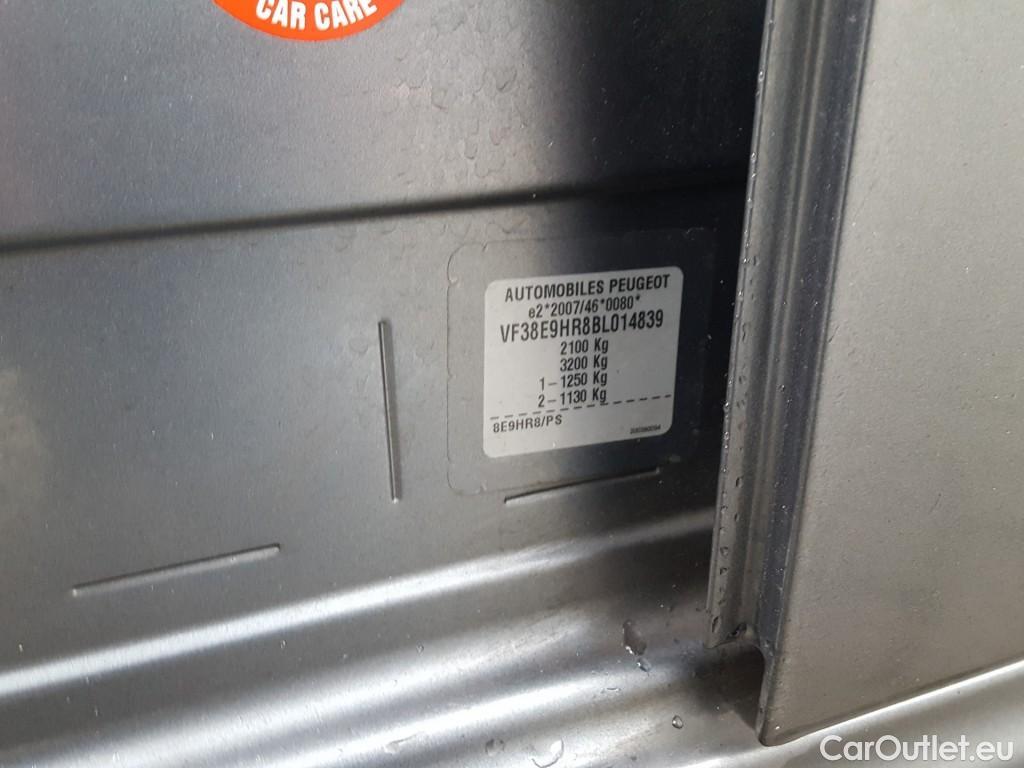 CAR CARE
AUTOMOBILES PEUGEOT
e2*2007/46*0080*
VF38E9HR8BL014839
2100 Kg
3200 Kg
1-1250 Kg
2-1130 Kg
8E9HR8/PS
CarOutlet.eu